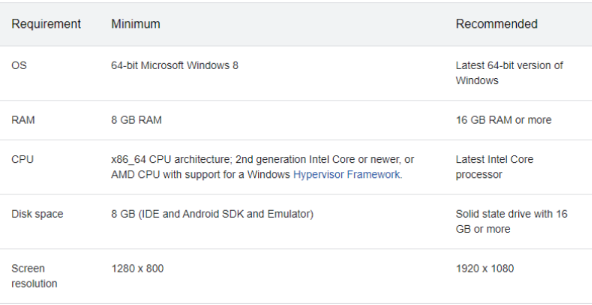 Requirement Minimum Recommended
OS 64-bit Microsoft Windows 8 Latest 64-bit version of
Windows
RAM 8 GB RAM 16 GB RAM or more
CPU x86_64 CPU architecture; 2nd generation Intel Core or newer, or Latest Intel Core
AMD CPU with support for a Windows Hypervisor Framework. processor
Disk space 8 GB (IDE and Android SDK and Emulator) Solid state drive with 16
GB or more
Screen 1280 x 800 1920 x 1080
resolution